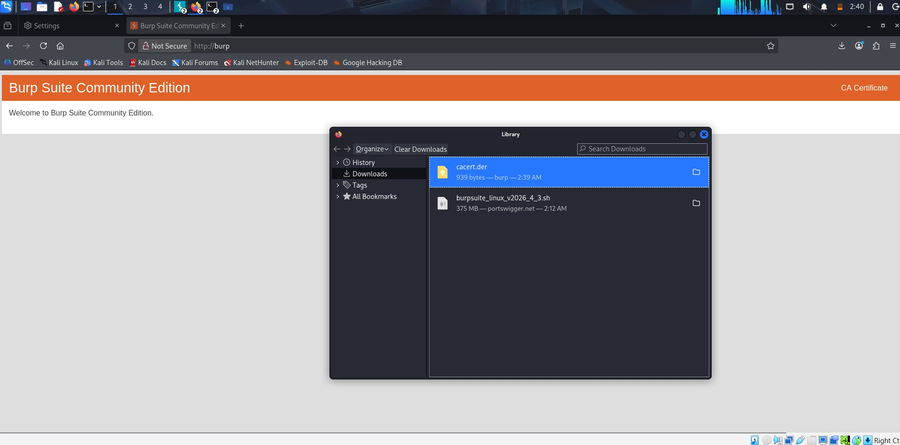 1 2 3 4
2:40
Settings
Burp Suite Community Ed
Not Secure http://burp
OffSec Kali Linux Kali Tools Kali Docs Kali Forums Kali NetHunter Exploit-DB Google Hacking DB
Burp Suite Community Edition
CA Certificate
Welcome to Burp Suite Community Edition.
Library
Organize Clear Downloads
Search Downloads
History
Downloads
Tags
All Bookmarks
cacert.der
939 bytes — burp — 2:39 AM
burpsuite_linux_v2026_4_3.sh
375 MB — portswigger.net — 2:12 AM
Right Ct